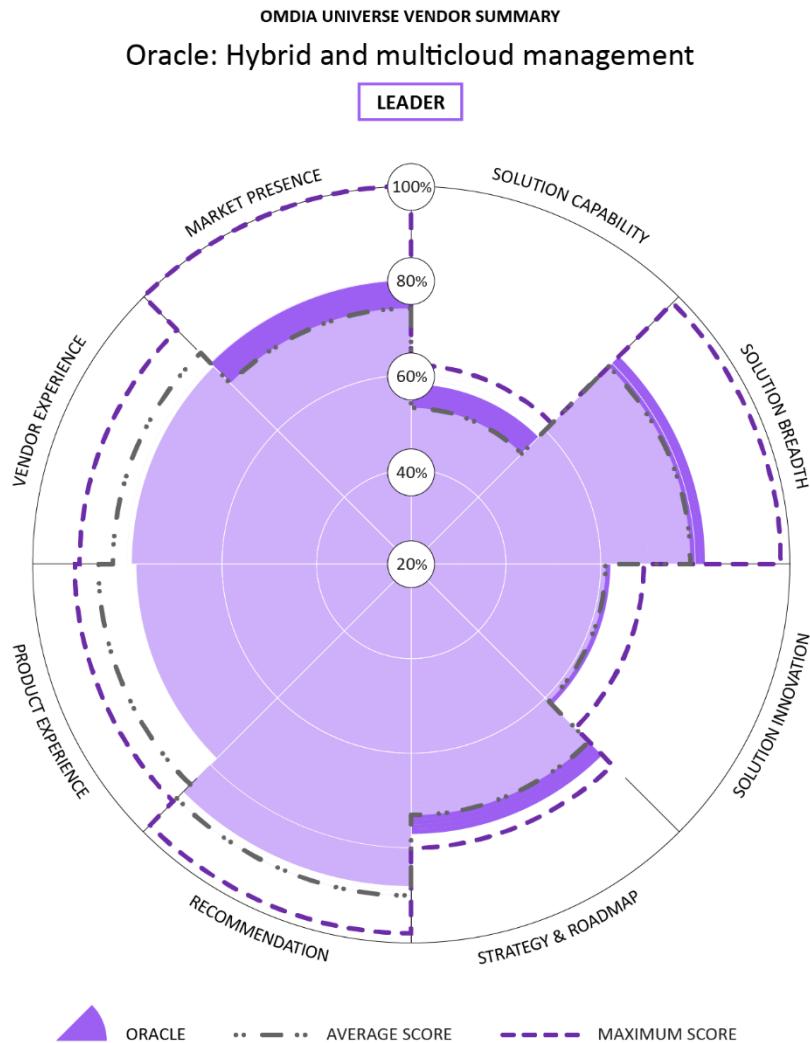 OMDIA UNIVERSE VENDOR SUMMARY
Oracle: Hybrid and multicloud management
LEADER
MARKET PRESENCE
100%
SOLUTION CAPABILITY
80%
VENDOR EXPERIENCE
60%
SOLUTION BREADTH
40%
20%
PRODUCT EXPERIENCE
SOLUTION INNOVATION
RECOMMENDATION
STRATEGY & ROADMAP
ORACLE
AVERAGE SCORE
MAXIMUM SCORE